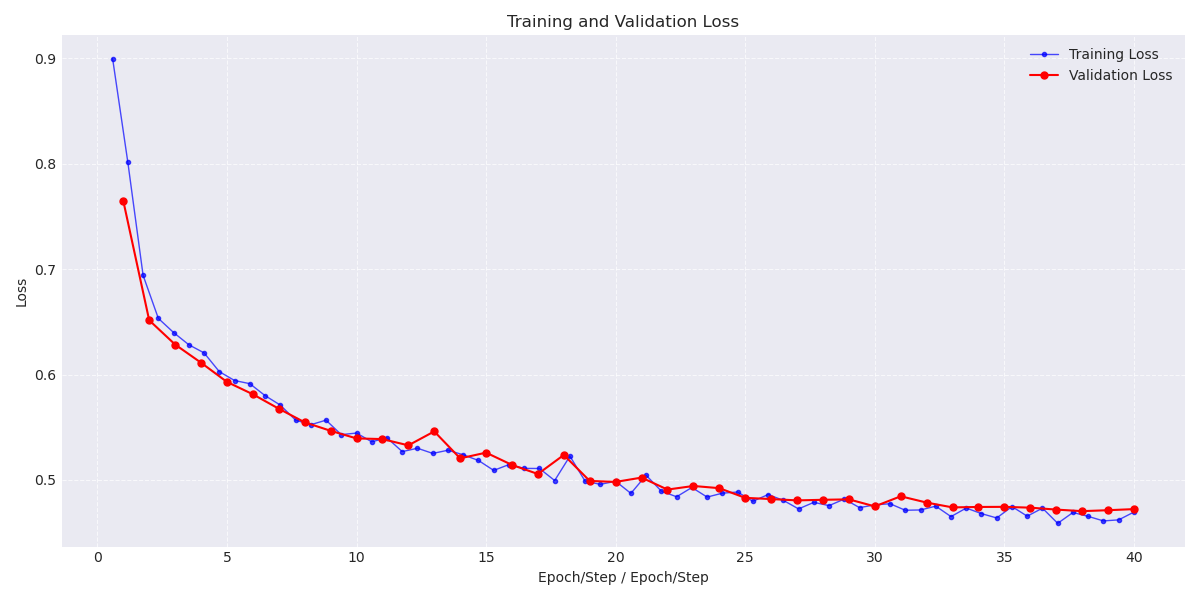 Training and Validation Loss
Training Loss
Validation Loss
0.9
0.8
0.7
0.6
0.5
Loss
0 5 10 15 20 25 30 35 40
Epoch/Step / Epoch/Step